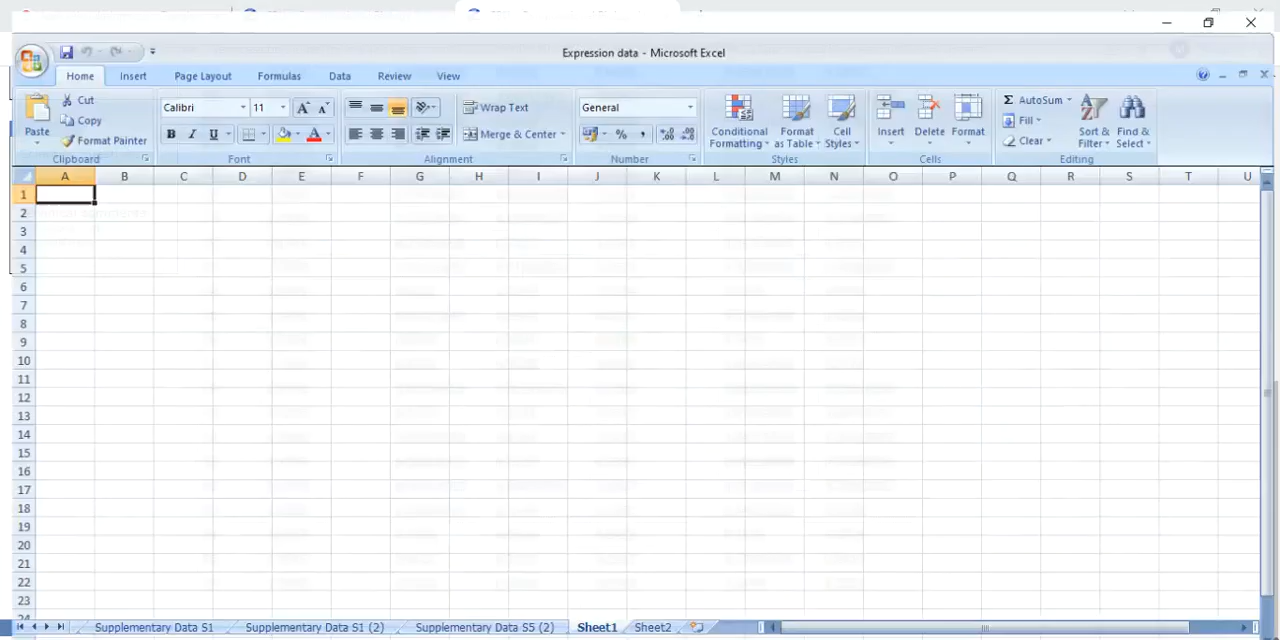 Expression data - Microsoft Excel
Home Insert Page Layout Formulas Data Review View
Cut
Copy
Format Painter
Paste
Clipboard
Calibri 11
B I U
Font
Wrap Text
Merge & Center
Alignment
General
% ,
Number
Conditional Formatting
Format as Table
Cell Styles
Styles
Insert
Delete
Format
Cells
AutoSum
Fill
Clear
Sort & Filter
Find & Select
Editing
A B C D E F G H I J K L M N O P Q R S T U
1
2
3
4
5
6
7
8
9
10
11
12
13
14
15
16
17
18
19
20
21
22
23
24
Supplementary Data S1 Supplementary Data S1 (2) Supplementary Data S5 (2) Sheet1 Sheet2